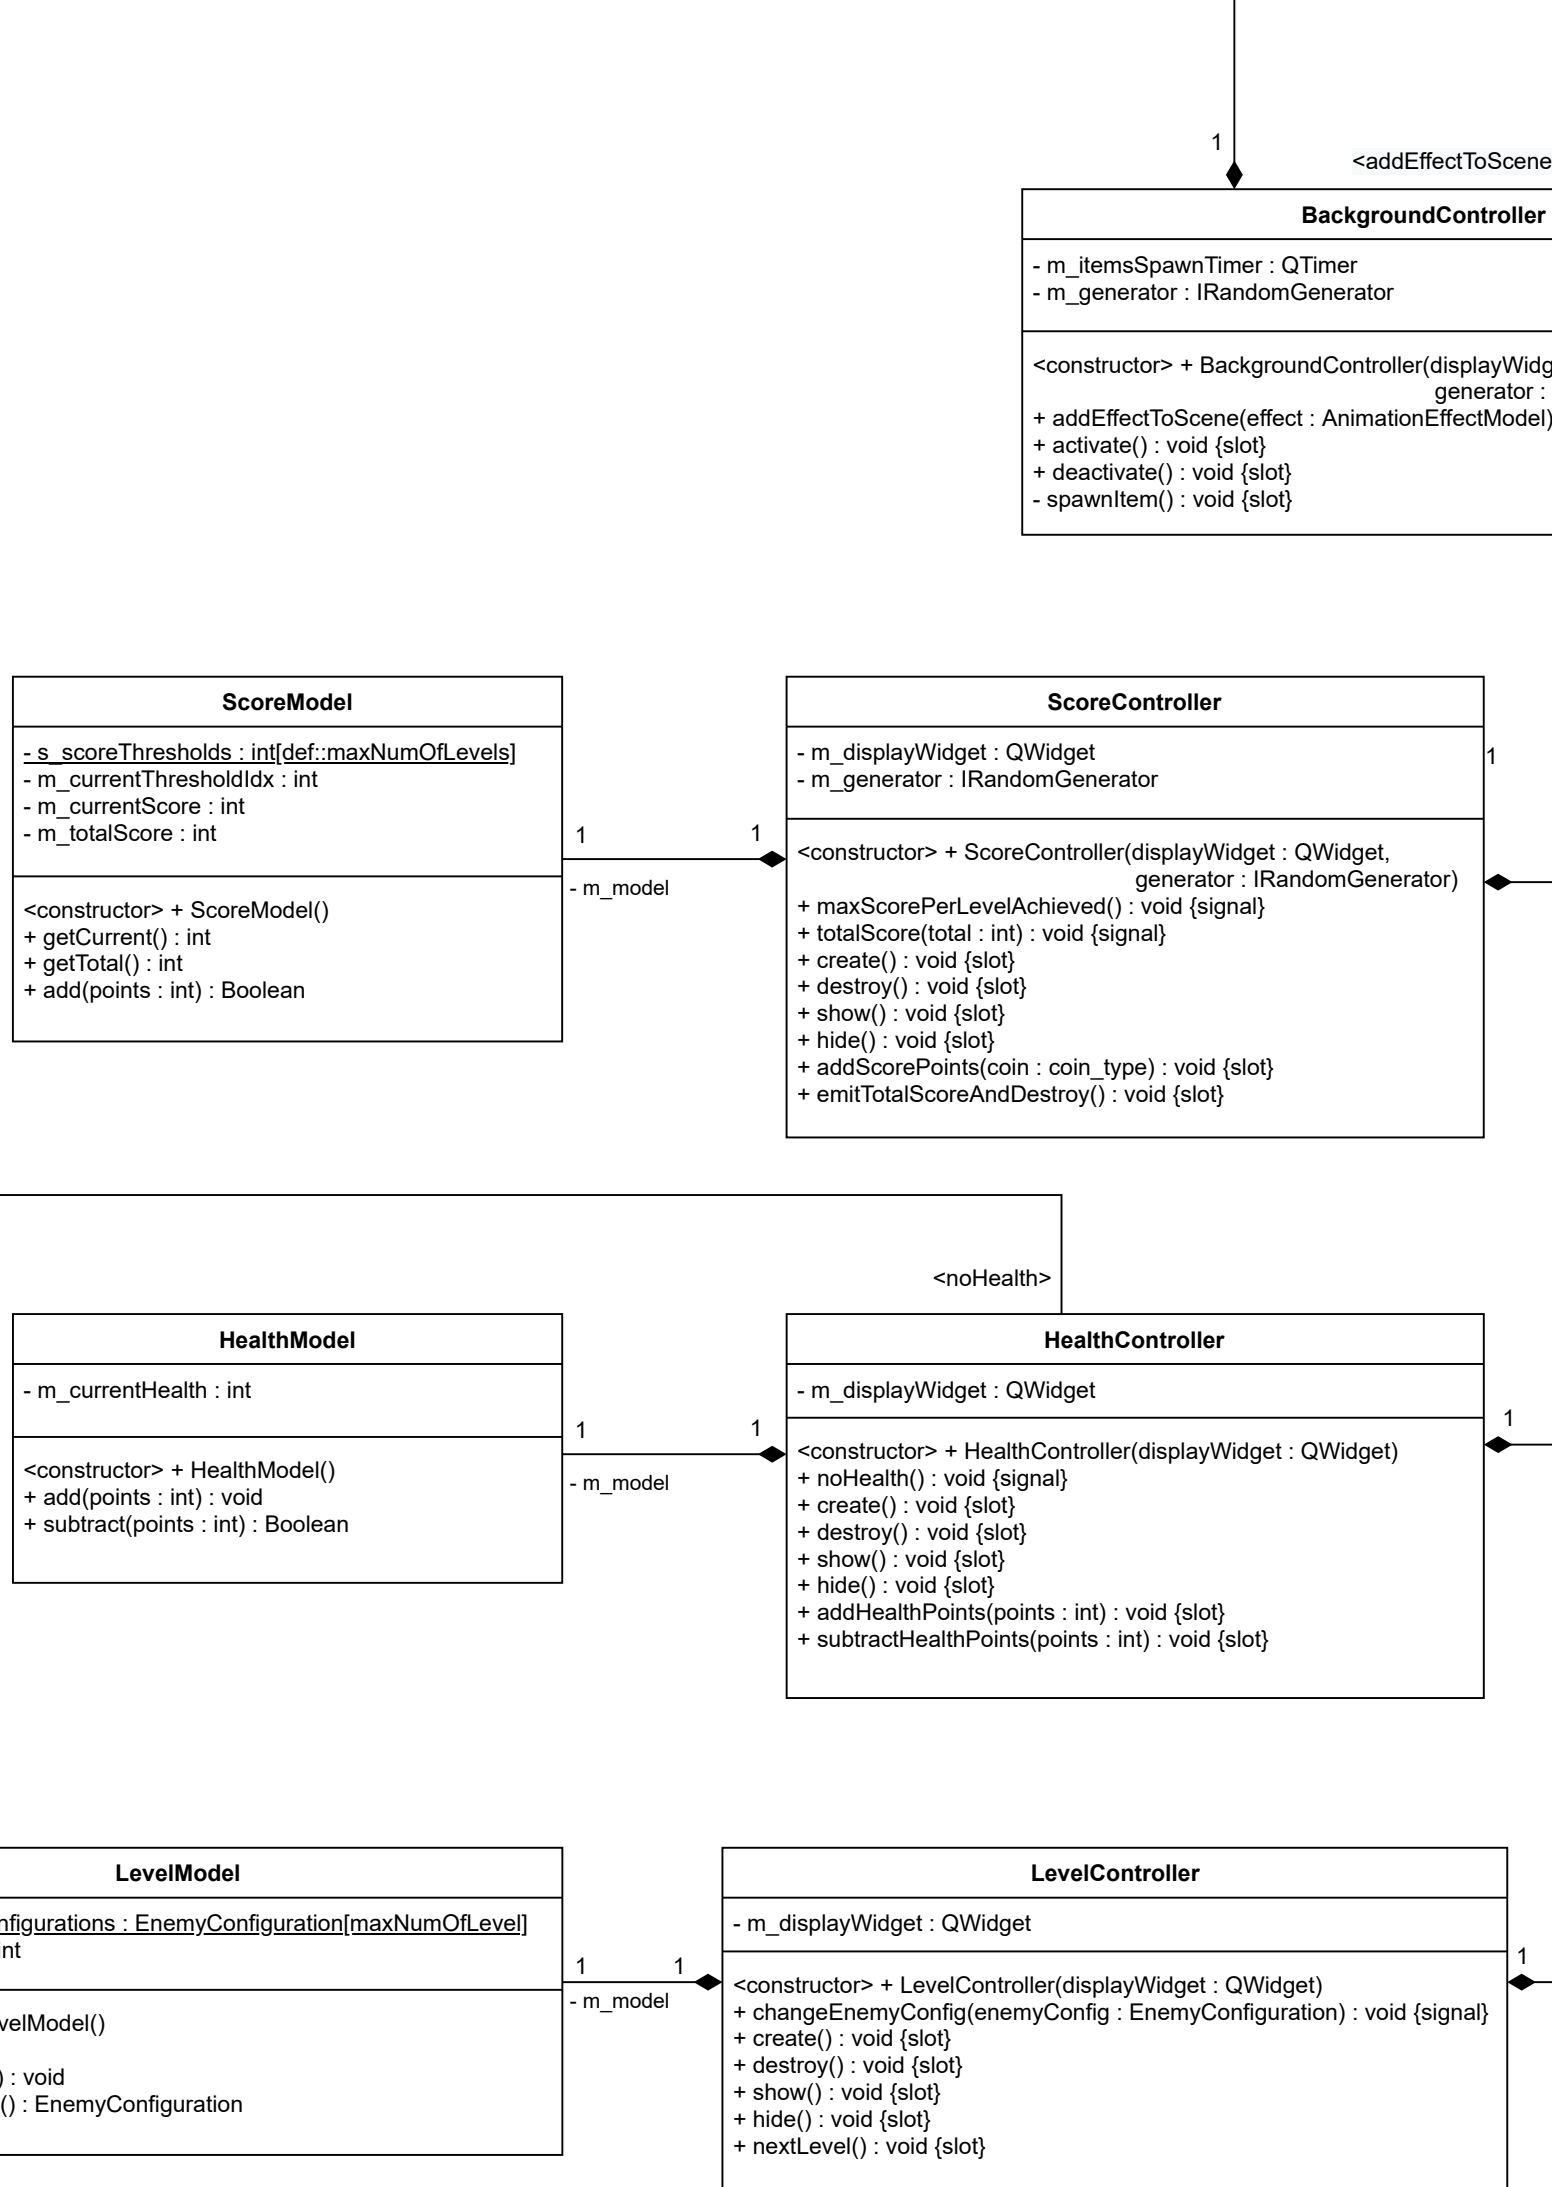 1
<addEffectToScene
BackgroundController
- m_itemsSpawnTimer : QTimer
- m_generator : IRandomGenerator
<constructor> + BackgroundController(displayWidg
generator :
+ addEffectToScene(effect : AnimationEffectModel)
+ activate() : void {slot}
+ deactivate() : void {slot}
- spawnItem() : void {slot}
ScoreModel
- s_scoreThresholds : int[def::maxNumOfLevels]
- m_currentThresholdIdx : int
- m_currentScore : int
- m_totalScore : int
<constructor> + ScoreModel()
+ getCurrent() : int
+ getTotal() : int
+ add(points : int) : Boolean
1
1
- m_model
ScoreController
- m_displayWidget : QWidget
- m_generator : IRandomGenerator
<constructor> + ScoreController(displayWidget : QWidget,
generator : IRandomGenerator)
+ maxScorePerLevelAchieved() : void {signal}
+ totalScore(total : int) : void {signal}
+ create() : void {slot}
+ destroy() : void {slot}
+ show() : void {slot}
+ hide() : void {slot}
+ addScorePoints(coin : coin_type) : void {slot}
+ emitTotalScoreAndDestroy() : void {slot}
1
<noHealth>
HealthModel
- m_currentHealth : int
<constructor> + HealthModel()
+ add(points : int) : void
+ subtract(points : int) : Boolean
1
1
- m_model
HealthController
- m_displayWidget : QWidget
<constructor> + HealthController(displayWidget : QWidget)
+ noHealth() : void {signal}
+ create() : void {slot}
+ destroy() : void {slot}
+ show() : void {slot}
+ hide() : void {slot}
+ addHealthPoints(points : int) : void {slot}
+ subtractHealthPoints(points : int) : void {slot}
1
LevelModel
nfigurations : EnemyConfiguration[maxNumOfLevel]
int
velModel()
) : void
() : EnemyConfiguration
1
1
- m_model
LevelController
- m_displayWidget : QWidget
<constructor> + LevelController(displayWidget : QWidget)
+ changeEnemyConfig(enemyConfig : EnemyConfiguration) : void {signal}
+ create() : void {slot}
+ destroy() : void {slot}
+ show() : void {slot}
+ hide() : void {slot}
+ nextLevel() : void {slot}
1